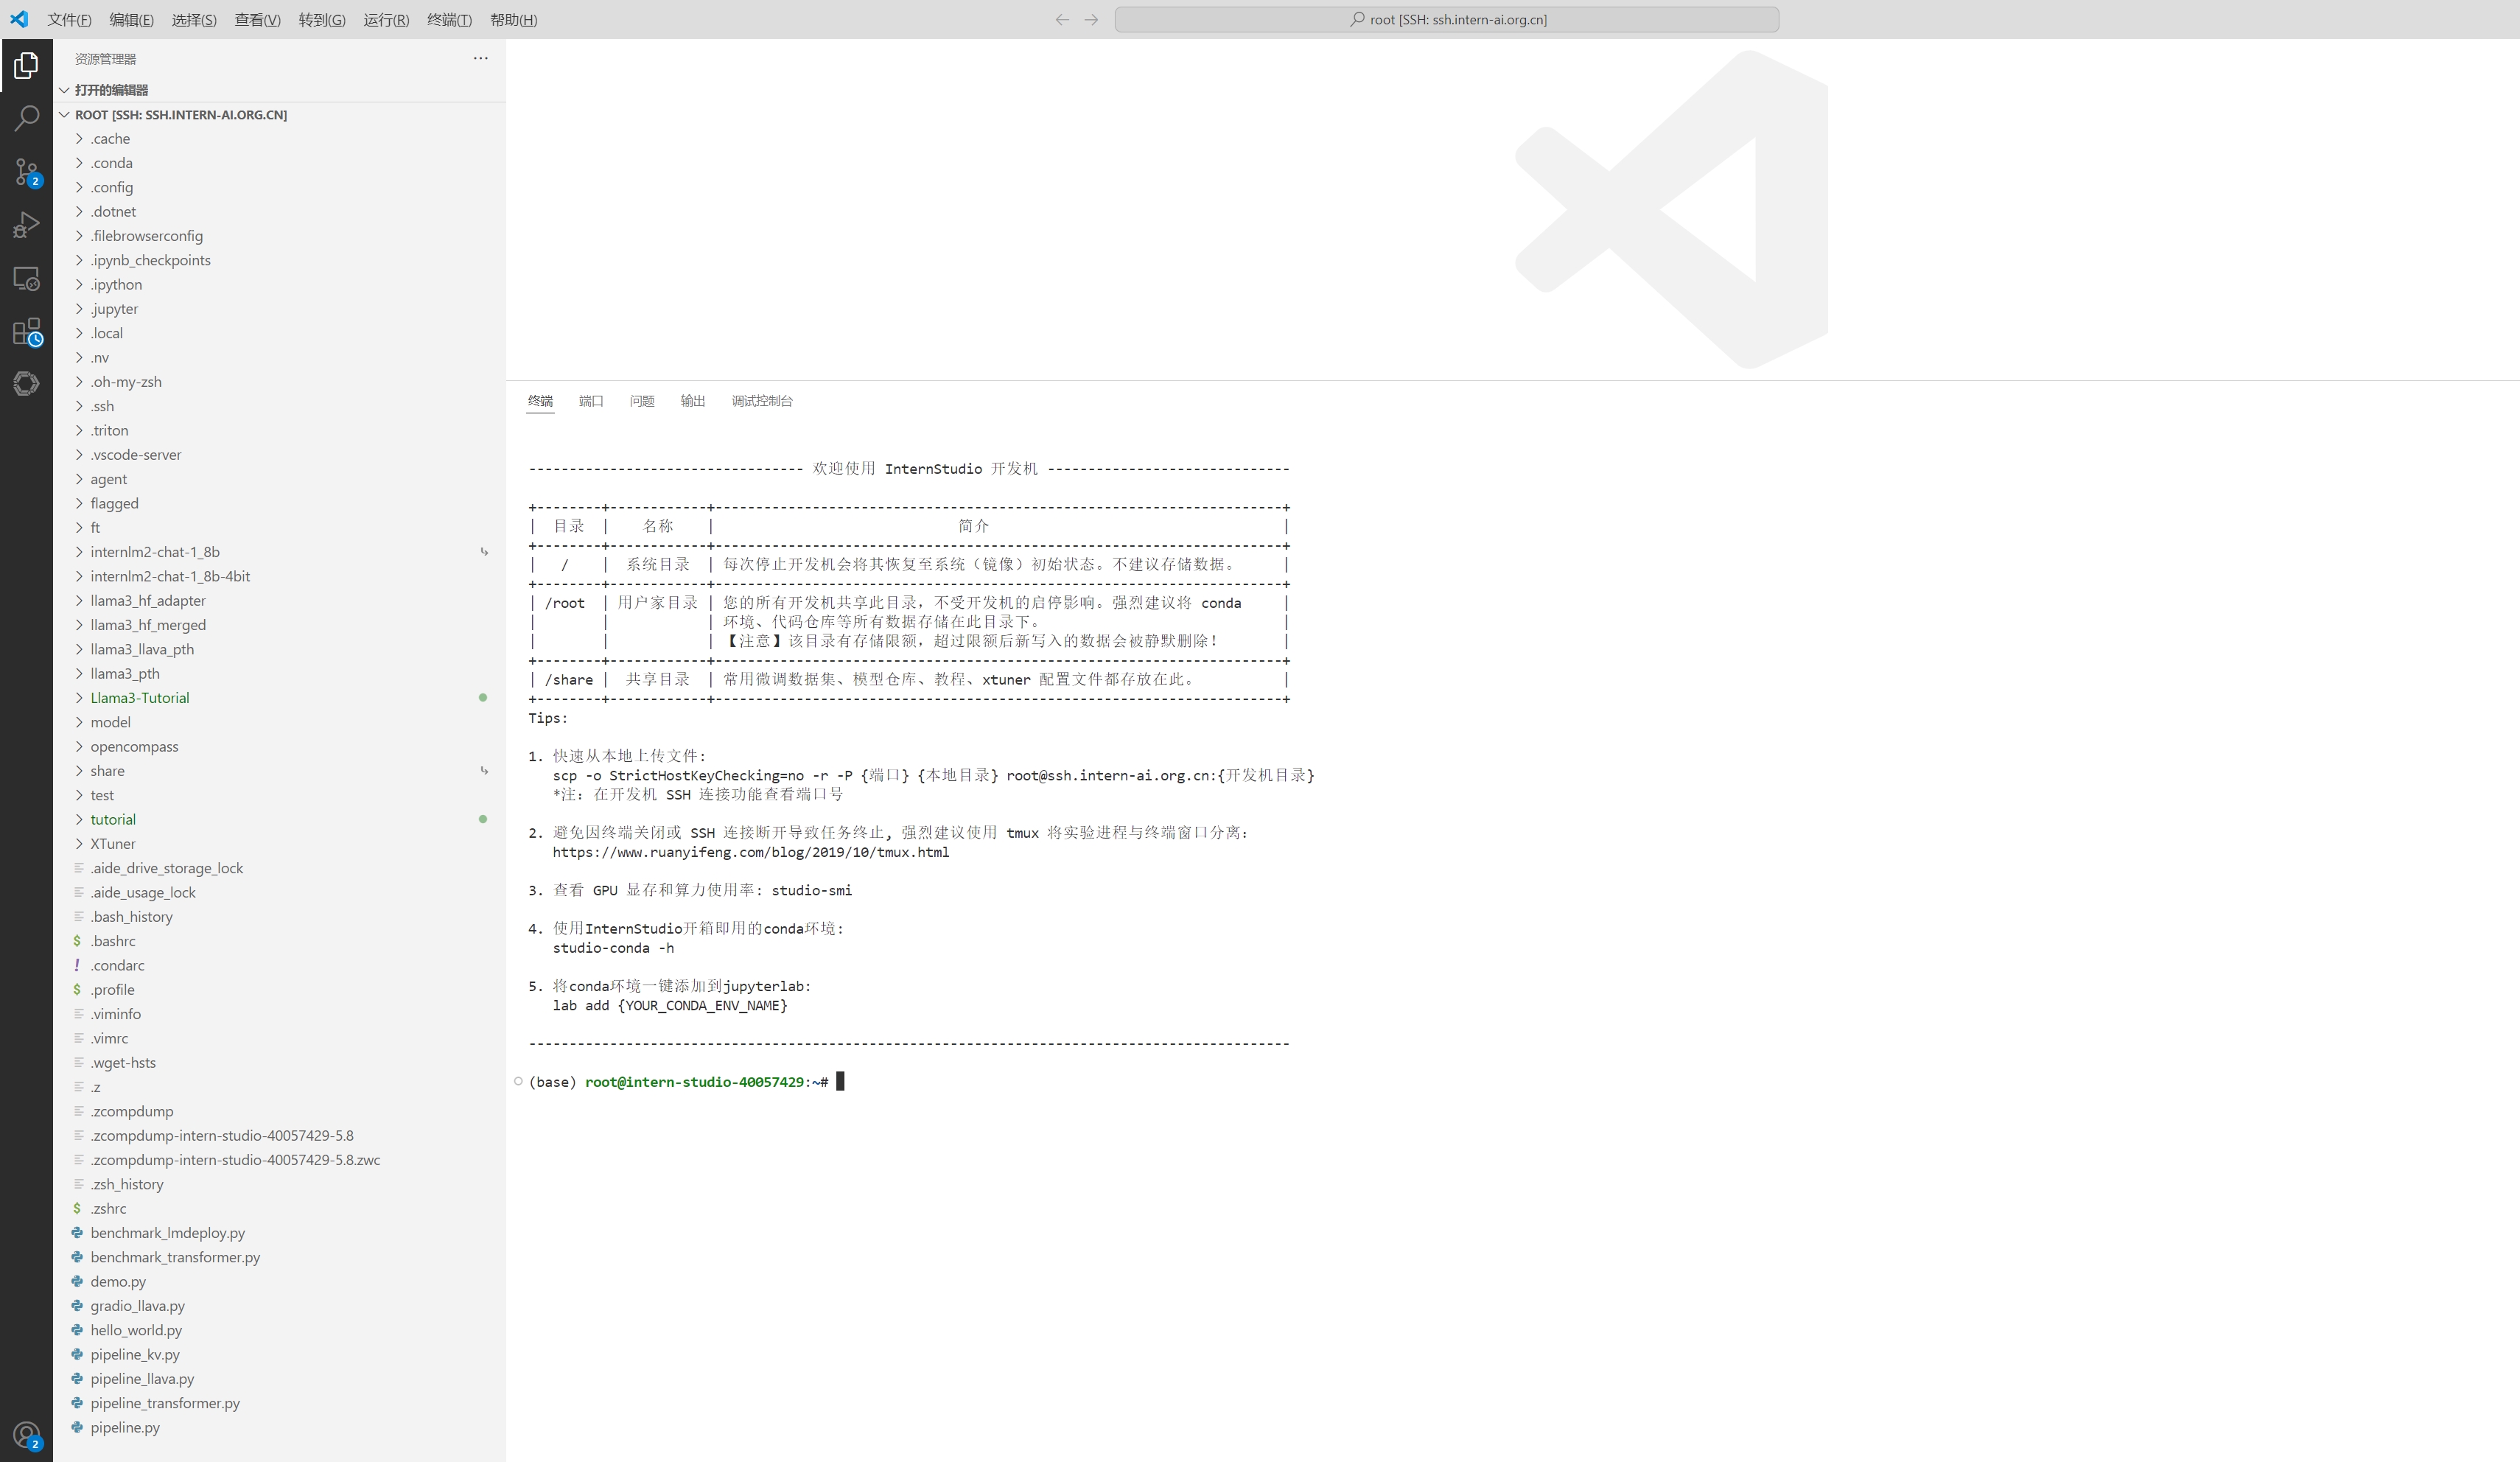 文件(F) 编辑(E) 选择(S) 查看(V) 转到(G) 运行(R) 终端(T) 帮助(H)
root [SSH: ssh.intern-ai.org.cn]
资源管理器
打开的编辑器
ROOT [SSH: SSH.INTERN-AI.ORG.CN]
.cache
.conda
.config
.dotnet
.filebrowserconfig
.ipynb_checkpoints
.ipython
.jupyter
.local
.nv
.oh-my-zsh
.ssh
.triton
.vscode-server
agent
flagged
ft
internlm2-chat-1_8b
internlm2-chat-1_8b-4bit
llama3_hf_adapter
llama3_hf_merged
llama3_llava_pth
llama3_pth
Llama3-Tutorial
model
opencompass
share
test
tutorial
XTuner
.aide_drive_storage_lock
.aide_usage_lock
.bash_history
.bashrc
.condarc
.profile
.viminfo
.vimrc
.wget-hsts
.z
.zcompdump
.zcompdump-intern-studio-40057429-5.8
.zcompdump-intern-studio-40057429-5.8.zwc
.zsh_history
.zshrc
benchmark_lmdeploy.py
benchmark_transformer.py
demo.py
gradio_llava.py
hello_world.py
pipeline_kv.py
pipeline_llava.py
pipeline_transformer.py
pipeline.py
2
2
终端 端口 问题 输出 调试控制台
---------------------------------- 欢迎使用 InternStudio 开发机 ------------------------------
目录 | 名称 | 简介
/ | 系统目录 | 每次停止开发机会将其恢复至系统（镜像）初始状态。不建议存储数据。
/root | 用户家目录 | 您的所有开发机共享此目录，不受开发机的启停影响。强烈建议将 conda
环境、代码仓库等所有数据存储在此目录下。
【注意】该目录有存储限额，超过限额后新写入的数据会被静默删除！
/share | 共享目录 | 常用微调数据集、模型仓库、教程、xtuner 配置文件都存放在此。
Tips:
1. 快速从本地上传文件：
scp -o StrictHostKeyChecking=no -r -P {端口} {本地目录} root@ssh.intern-ai.org.cn:{开发机目录}
*注：在开发机 SSH 连接功能查看端口号
2. 避免因终端关闭或 SSH 连接断开导致任务终止, 强烈建议使用 tmux 将实验进程与终端窗口分离：
https://www.ruanyifeng.com/blog/2019/10/tmux.html
3. 查看 GPU 显存和算力使用率: studio-smi
4. 使用InternStudio开箱即用的conda环境:
studio-conda -h
5. 将conda环境一键添加到jupyterlab:
lab add {YOUR_CONDA_ENV_NAME}
----------------------------------------------------------------------------------------------
(base) root@intern-studio-40057429:~#